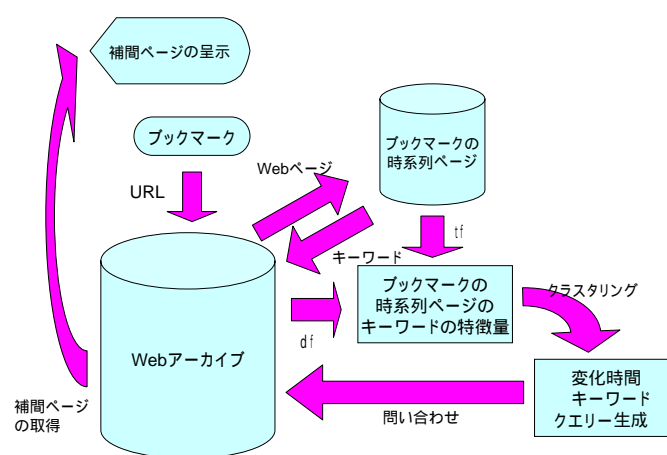 補間ページの呈示
ブックマーク
URL
Webページ
ブックマークの
時系列ページ
tf
キーワード
ブックマークの
時系列ページの
キーワードの特徴量
クラスタリング
df
Webアーカイブ
変化時間
キーワード
クエリー生成
問い合わせ
補間ページ
の取得